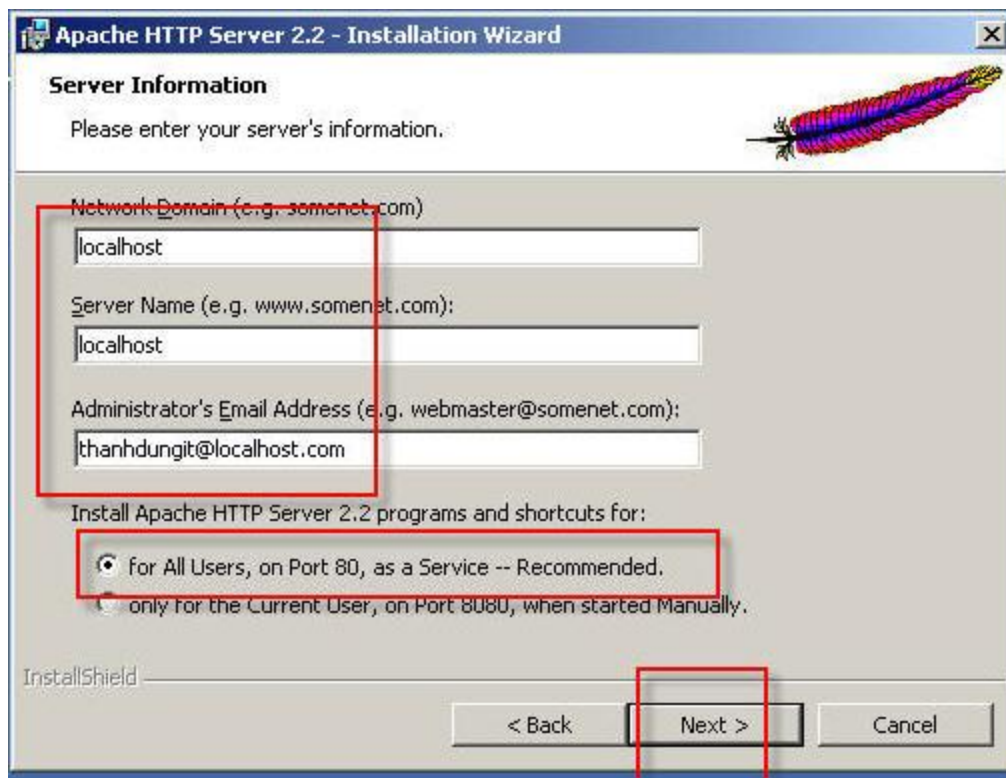 Apache HTTP Server 2.2 - Installation Wizard
Server Information
Please enter your server's information.
Network Domain (e.g. somenet.com)
localhost
Server Name (e.g. www.somenet.com):
localhost
Administrator's Email Address (e.g. webmaster@somenet.com):
thanhdungit@localhost.com
Install Apache HTTP Server 2.2 programs and shortcuts for:
for All Users, on Port 80, as a Service -- Recommended.
only for the Current User, on Port 8080, when started Manually.
InstallShield
< Back Next > Cancel